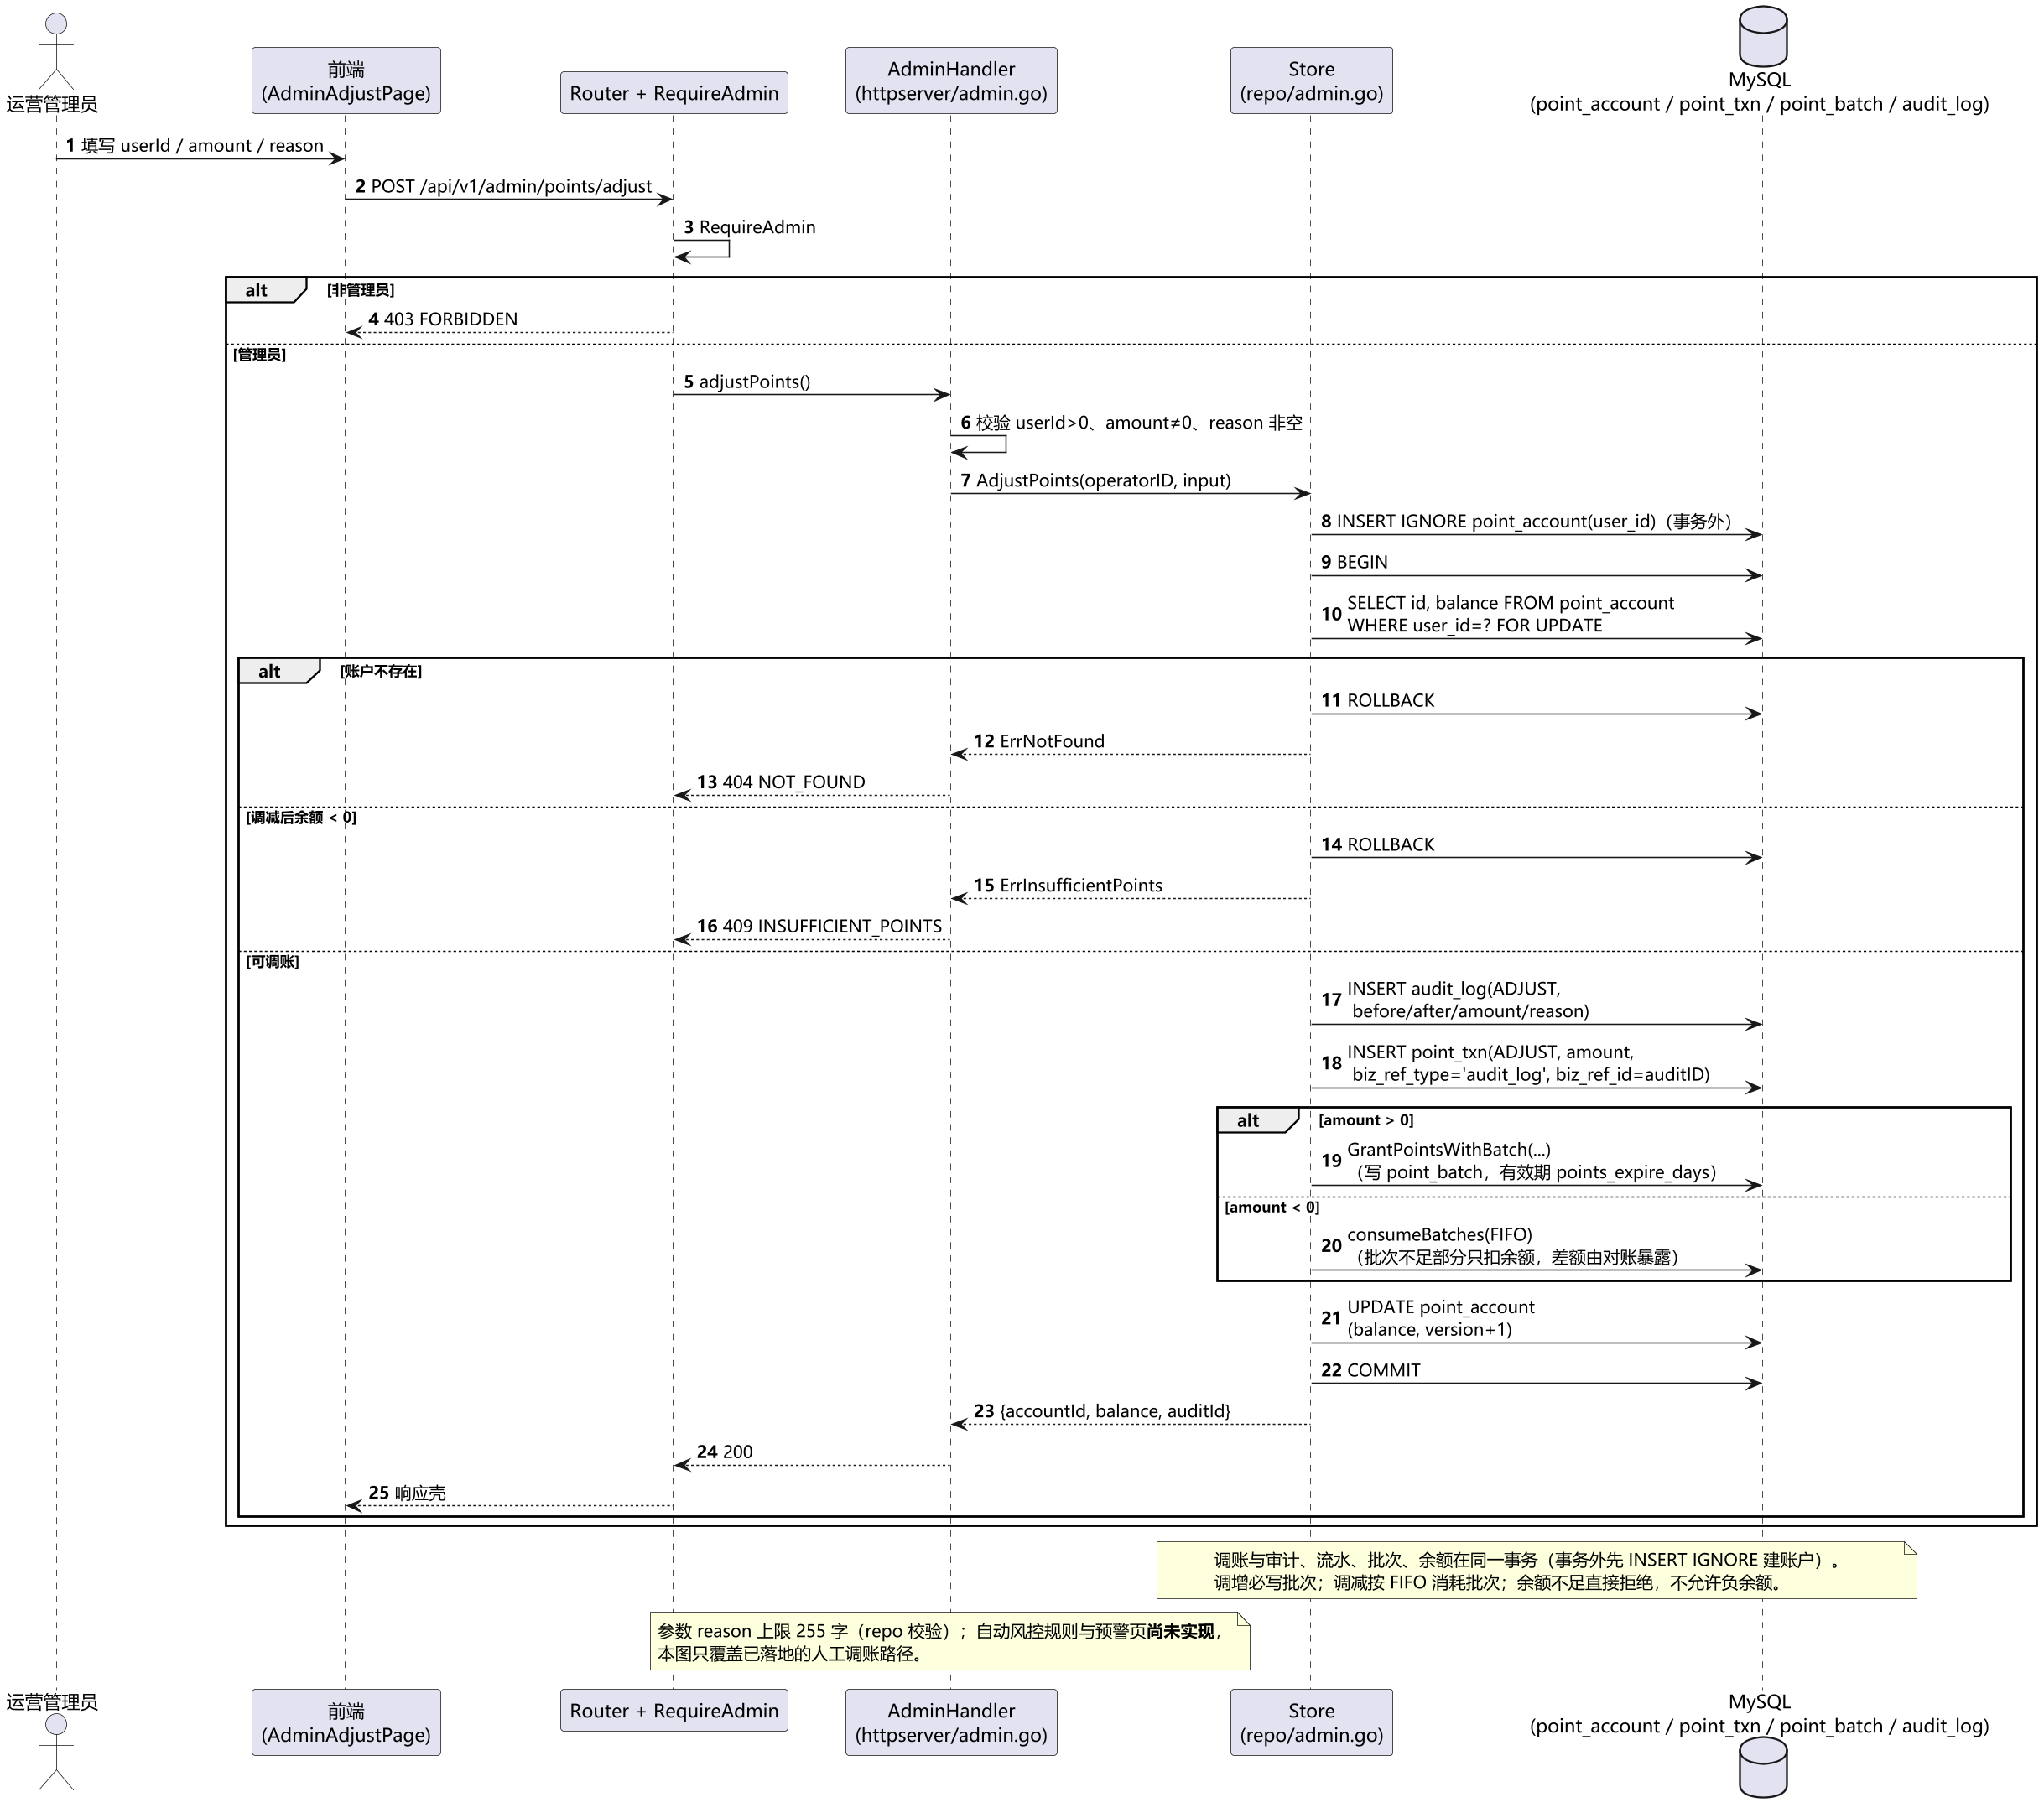 运营管理员
前端
(AdminAdjustPage)
Router + RequireAdmin
AdminHandler
(httpserver/admin.go)
Store
(repo/admin.go)
MySQL
(point_account / point_txn / point_batch / audit_log)
1 填写 userId / amount / reason
2 POST /api/v1/admin/points/adjust
3 RequireAdmin
alt [非管理员]
4 403 FORBIDDEN
[管理员]
5 adjustPoints()
6 校验 userId>0、amount≠0、reason 非空
7 AdjustPoints(operatorID, input)
8 INSERT IGNORE point_account(user_id)（事务外）
9 BEGIN
10 SELECT id, balance FROM point_account
WHERE user_id=? FOR UPDATE
alt [账户不存在]
11 ROLLBACK
12 ErrNotFound
13 404 NOT_FOUND
[调减后余额 < 0]
14 ROLLBACK
15 ErrInsufficientPoints
16 409 INSUFFICIENT_POINTS
[可调账]
17 INSERT audit_log(ADJUST,
before/after/amount/reason)
18 INSERT point_txn(ADJUST, amount,
biz_ref_type='audit_log', biz_ref_id=auditID)
alt [amount > 0]
19 GrantPointsWithBatch(...)
（写 point_batch，有效期 points_expire_days）
[amount < 0]
20 consumeBatches(FIFO)
（批次不足部分只扣余额，差额由对账暴露）
21 UPDATE point_account
(balance, version+1)
22 COMMIT
23 {accountId, balance, auditId}
24 200
25 响应壳
调账与审计、流水、批次、余额在同一事务（事务外先 INSERT IGNORE 建账户）。
调增必写批次；调减按 FIFO 消耗批次；余额不足直接拒绝，不允许负余额。
参数 reason 上限 255 字（repo 校验）；自动风控规则与预警页尚未实现，
本图只覆盖已落地的人工调账路径。
运营管理员
前端
(AdminAdjustPage)
Router + RequireAdmin
AdminHandler
(httpserver/admin.go)
Store
(repo/admin.go)
MySQL
(point_account / point_txn / point_batch / audit_log)